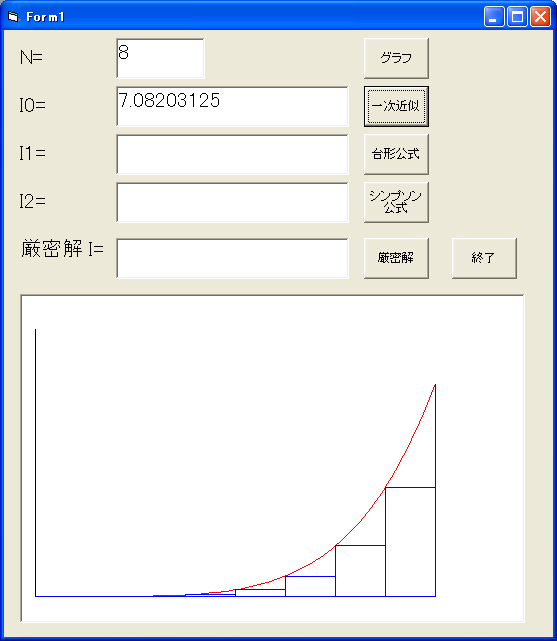 Form1
N=
8
グラフ
I0=
7.08203125
一次近似
I1=
台形公式
I2=
シンプソン
公式
厳密解 I=
厳密解
終了